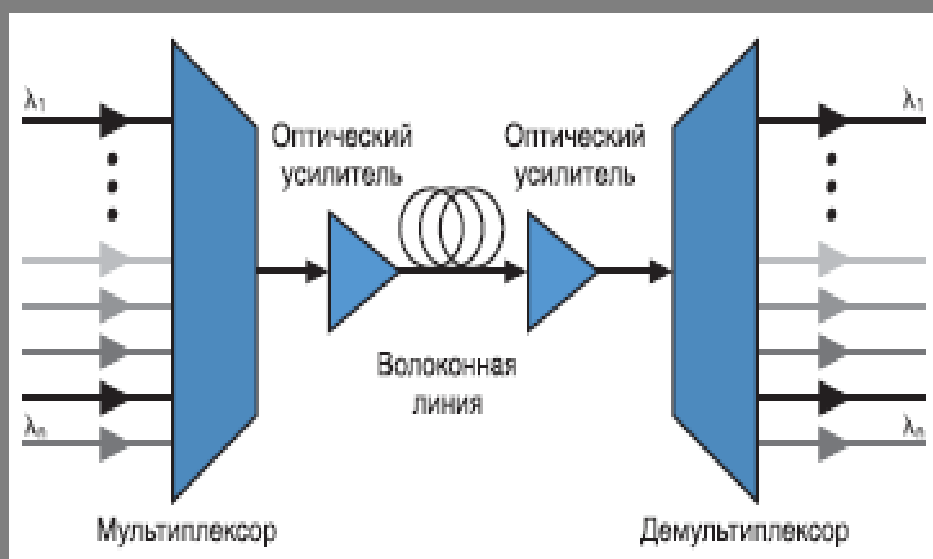 λ₁
λ₁
Оптический
усилитель
Оптический
усилитель
Волоконная
линия
λₙ
λₙ
Мультиплексор
Демультиплексор